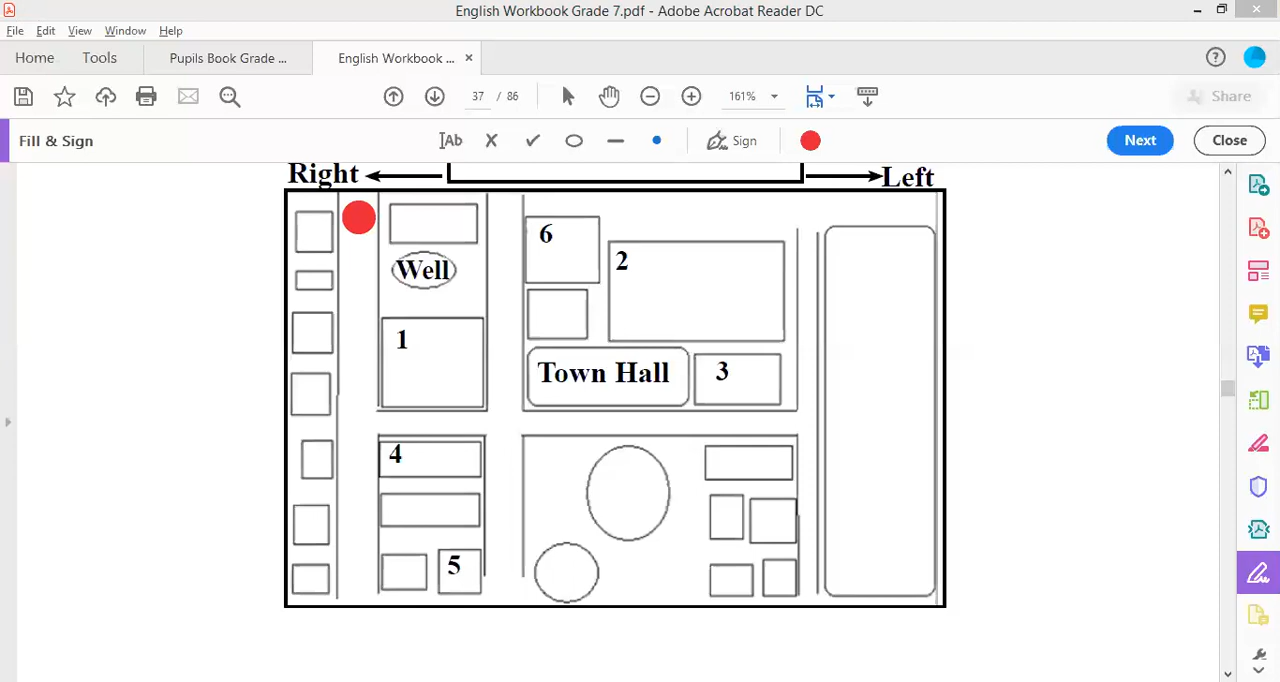 English Workbook Grade 7.pdf - Adobe Acrobat Reader DC
File Edit View Window Help
Home Tools Pupils Book Grade ... English Workbook ... ×
37 / 86 161% Share
Fill & Sign Ab Sign Next Close
Right Left
6
2
Well
1
Town Hall 3
4
5